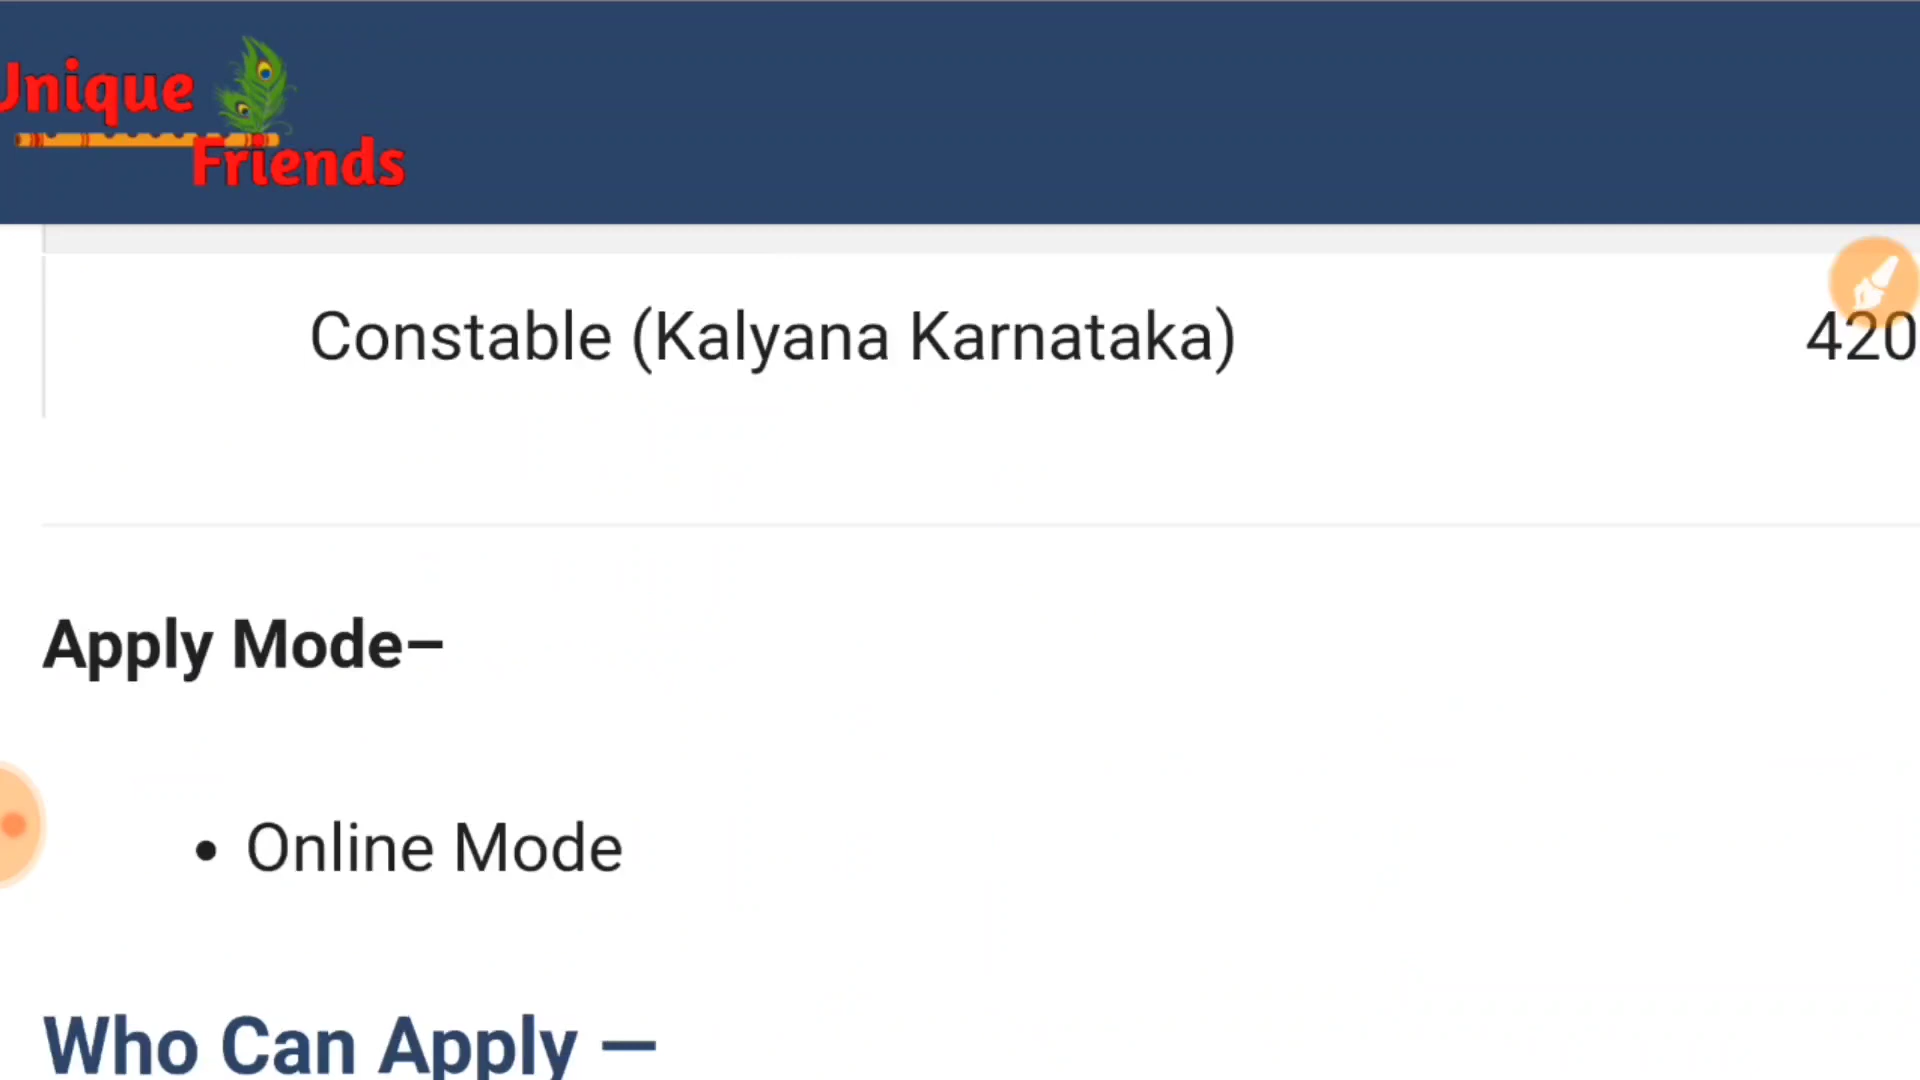 Unique
Friends
Constable (Kalyana Karnataka) 420
Apply Mode–
• Online Mode
Who Can Apply —